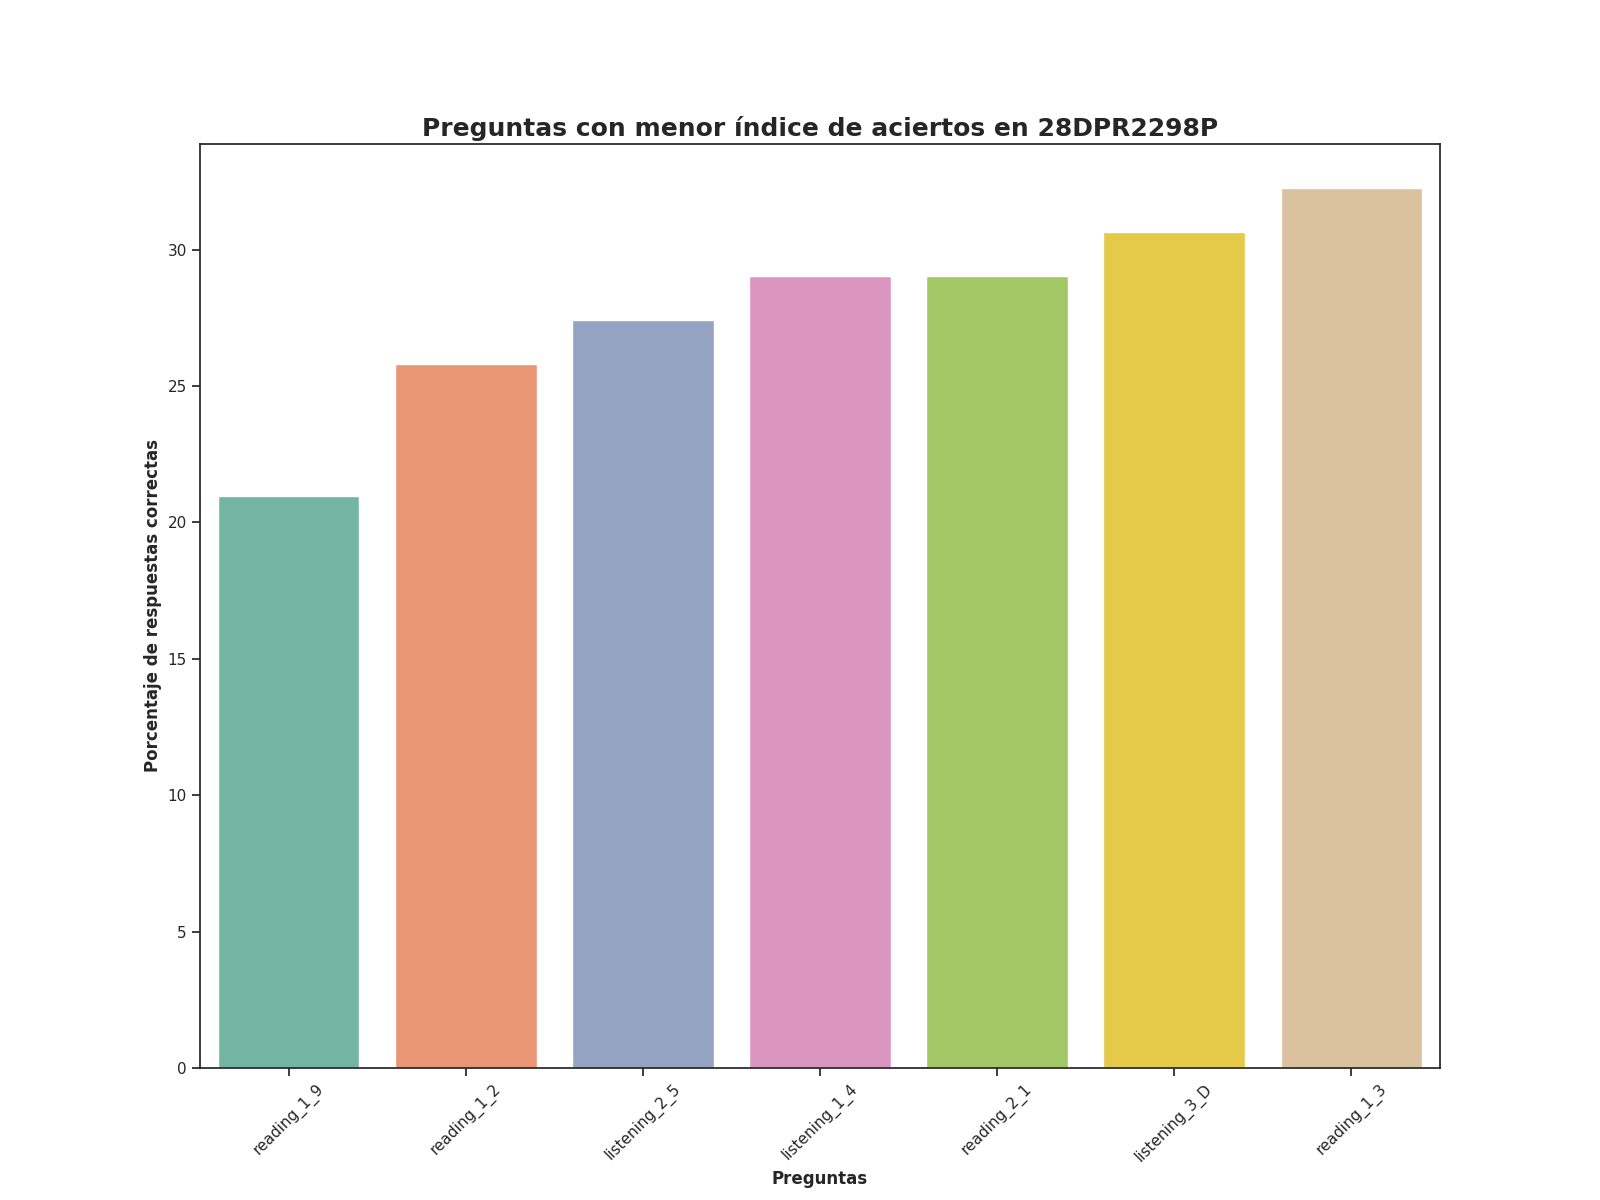 Preguntas con menor índice de aciertos en 28DPR2298P
Porcentaje de respuestas correctas
30
25
20
15
10
5
0
reading_1_9
reading_1_2
listening_2_5
listening_1_4
reading_2_1
listening_3_D
reading_1_3
Preguntas